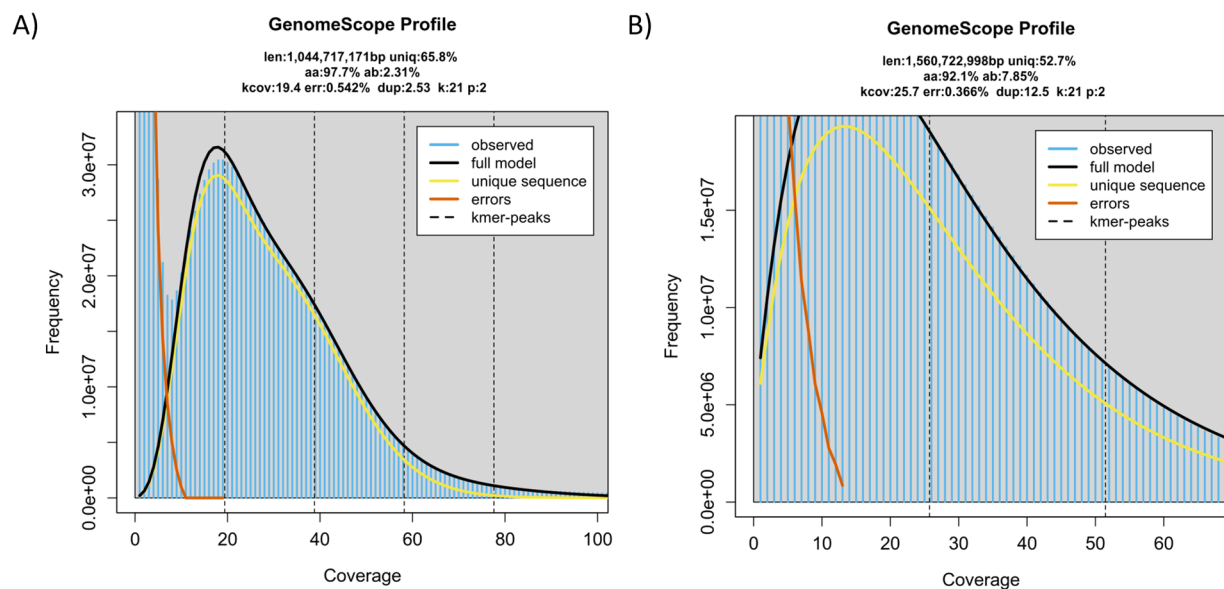 A)
GenomeScope Profile
len:1,044,717,171bp uniq:65.8%
aa:97.7% ab:2.31%
kcov:19.4 err:0.542% dup:2.53 k:21 p:2
Frequency
0.0e+00 1.0e+07 2.0e+07 3.0e+07
observed
full model
unique sequence
errors
kmer-peaks
0 20 40 60 80 100
Coverage
B)
GenomeScope Profile
len:1,560,722,998bp uniq:52.7%
aa:92.1% ab:7.85%
kcov:25.7 err:0.366% dup:12.5 k:21 p:2
Frequency
0.0e+00 5.0e+06 1.0e+07 1.5e+07
observed
full model
unique sequence
errors
kmer-peaks
0 10 20 30 40 50 60
Coverage